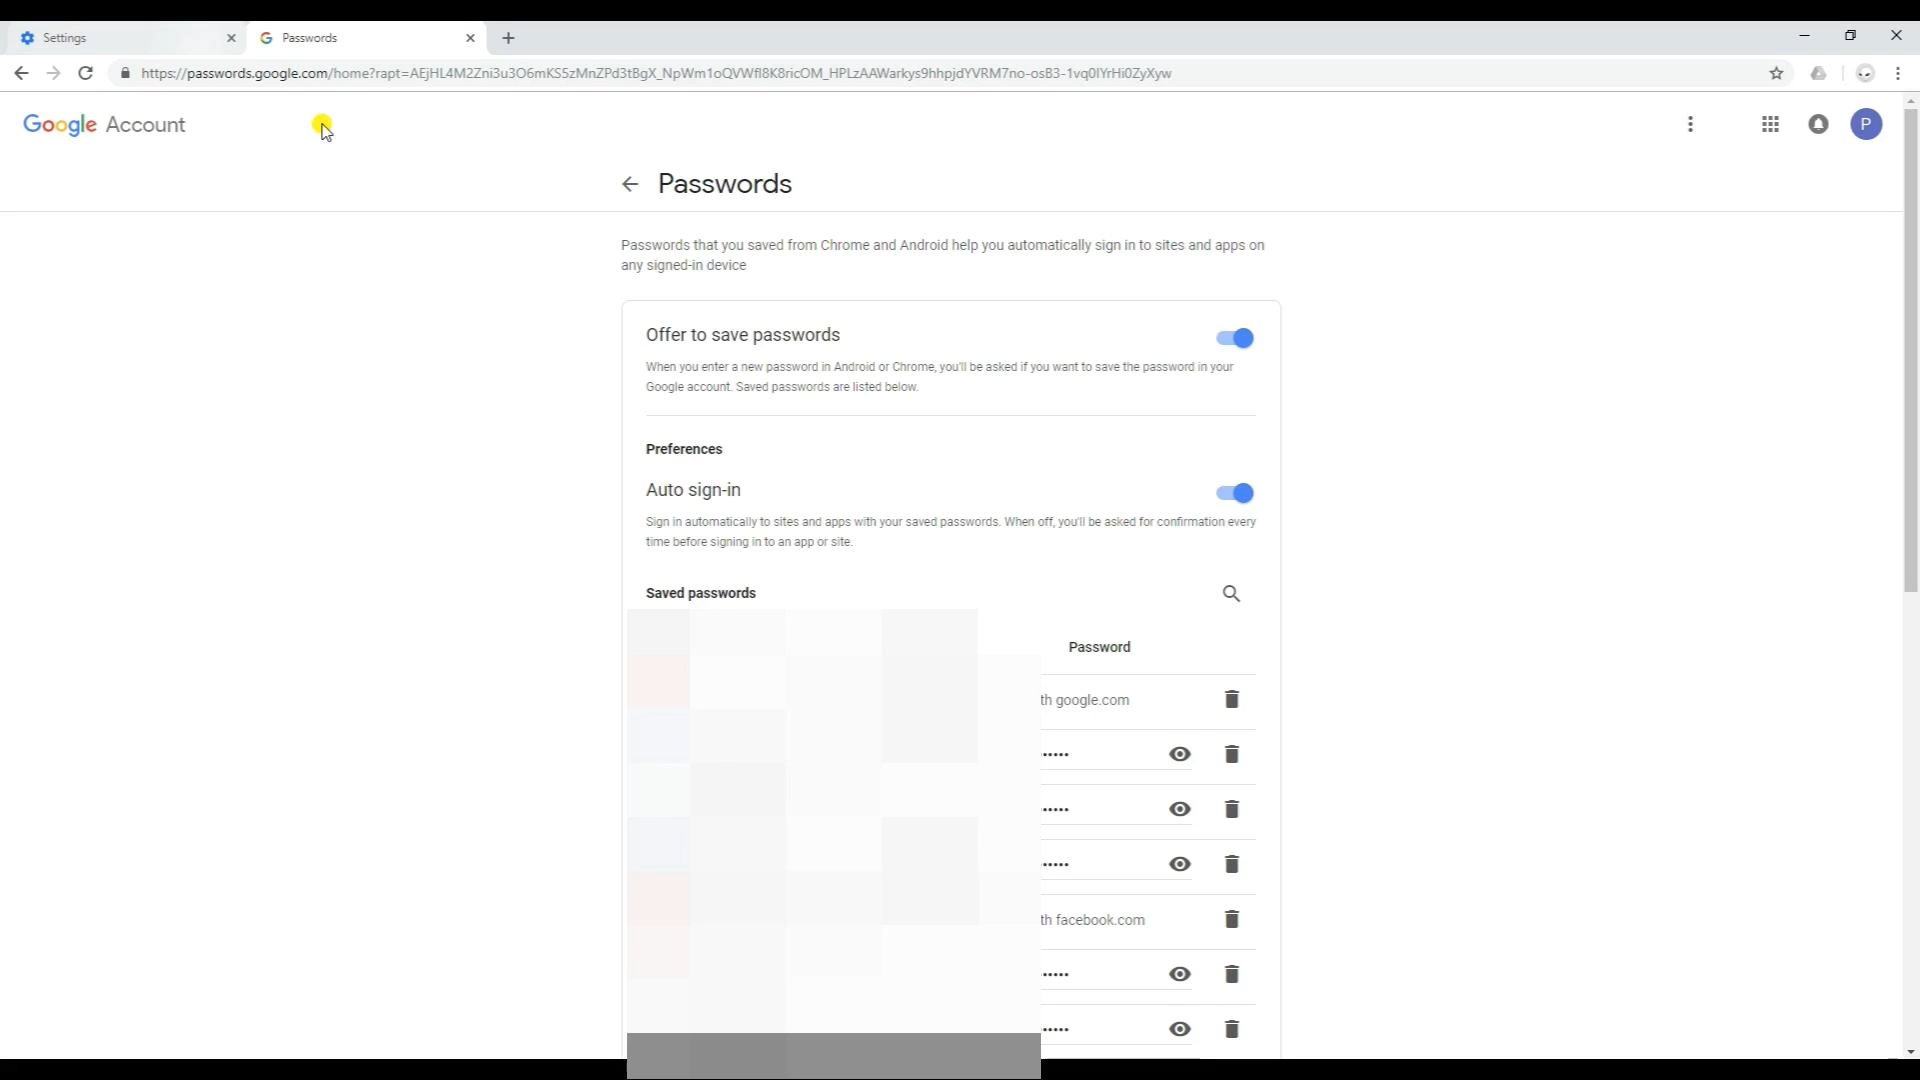 Settings
Passwords
https://passwords.google.com/home?rapt=AEjHL4M2Zni3u3O6mKS5zMnZPd3tBgX_NpWm1oQVWfI8K8ricOM_HPLzAAWarkys9hhpjdYVRM7no-osB3-1vq0IYrHi0ZyXyw
Google Account
P
Passwords
Passwords that you saved from Chrome and Android help you automatically sign in to sites and apps on
any signed-in device
Offer to save passwords
When you enter a new password in Android or Chrome, you'll be asked if you want to save the password in your
Google account. Saved passwords are listed below.
Preferences
Auto sign-in
Sign in automatically to sites and apps with your saved passwords. When off, you'll be asked for confirmation every
time before signing in to an app or site.
Saved passwords
Password
th google.com
•••••
•••••
•••••
th facebook.com
•••••
•••••